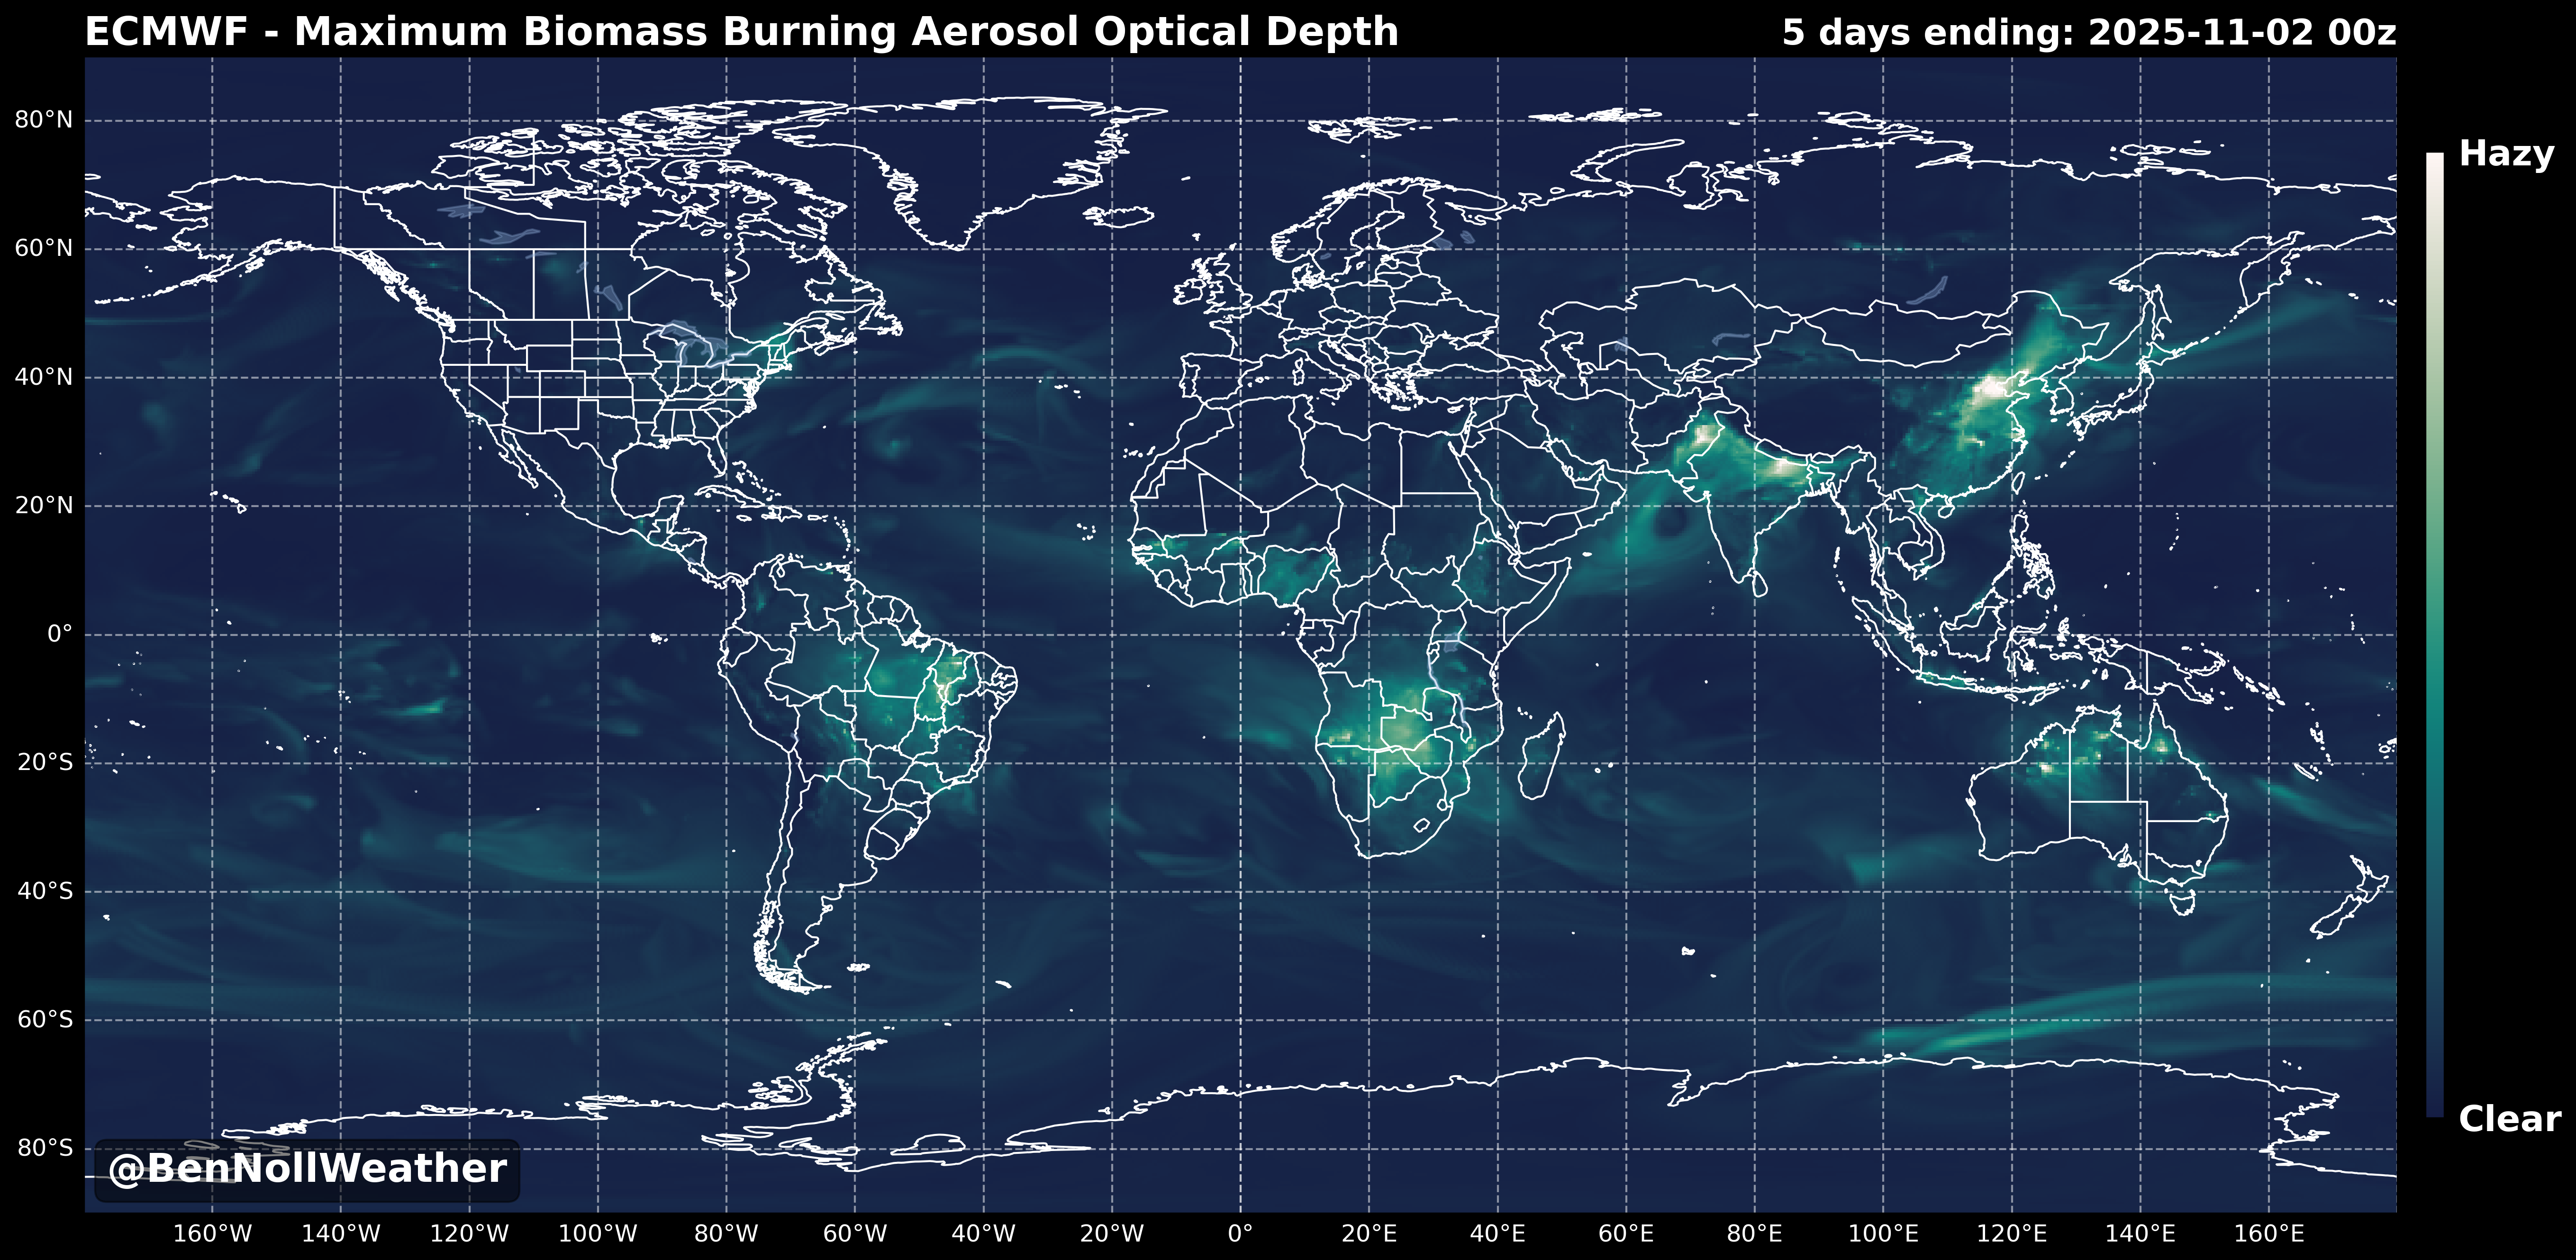 ECMWF - Maximum Biomass Burning Aerosol Optical Depth
5 days ending: 2025-11-02 00z
80°N
60°N
40°N
20°N
0°
20°S
40°S
60°S
80°S
Hazy
Clear
@BenNollWeather
160°W 140°W 120°W 100°W 80°W 60°W 40°W 20°W 0° 20°E 40°E 60°E 80°E 100°E 120°E 140°E 160°E